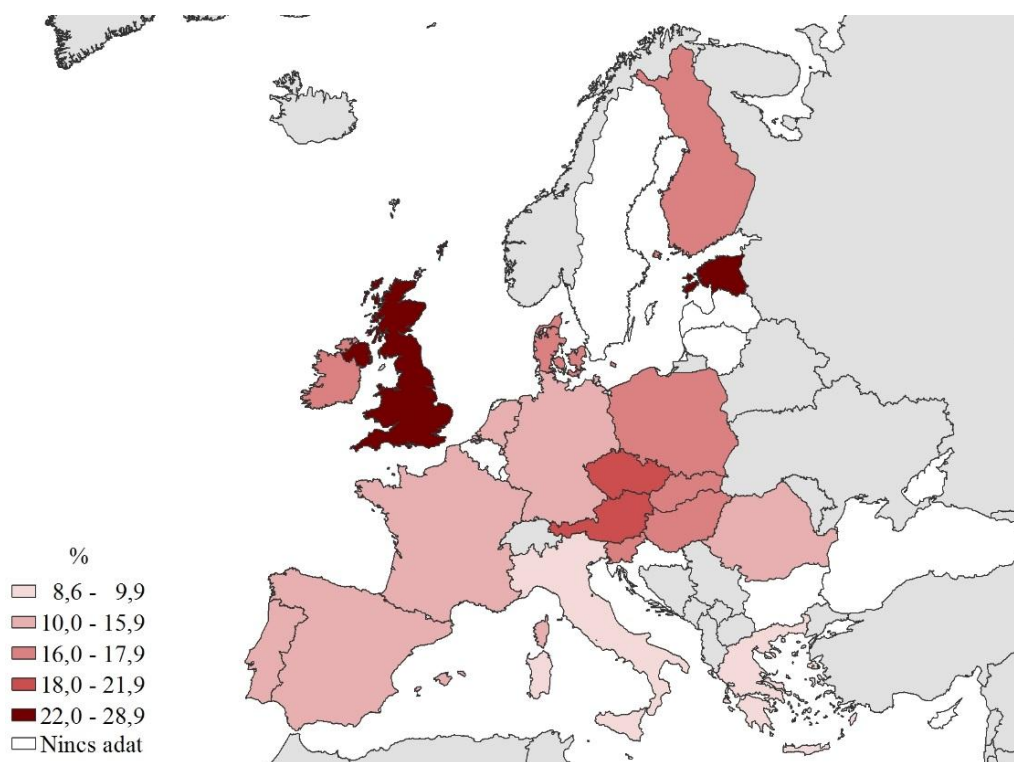 %
8,6 - 9,9
10,0 - 15,9
16,0 - 17,9
18,0 - 21,9
22,0 - 28,9
Nincs adat